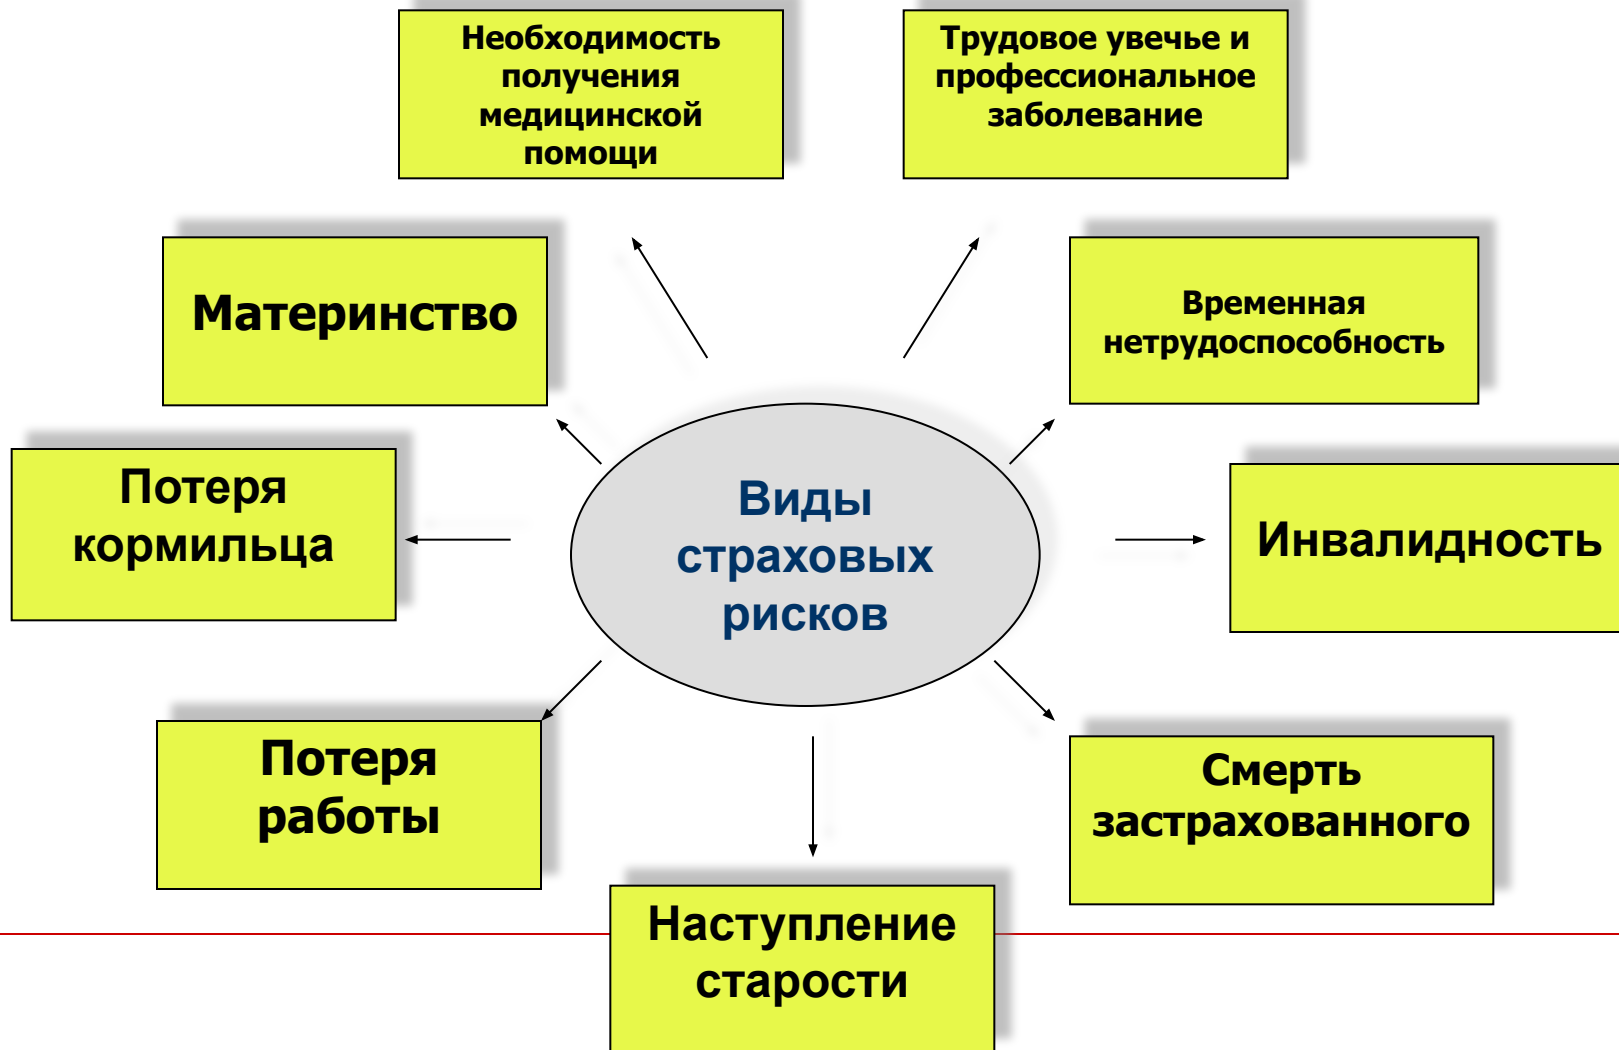 Необходимость
получения
медицинской
помощи
Трудовое увечье и
профессиональное
заболевание
Материнство
Временная
нетрудоспособность
Потеря
кормильца
Виды
страховых
рисков
Инвалидность
Потеря
работы
Смерть
застрахованного
Наступление
старости